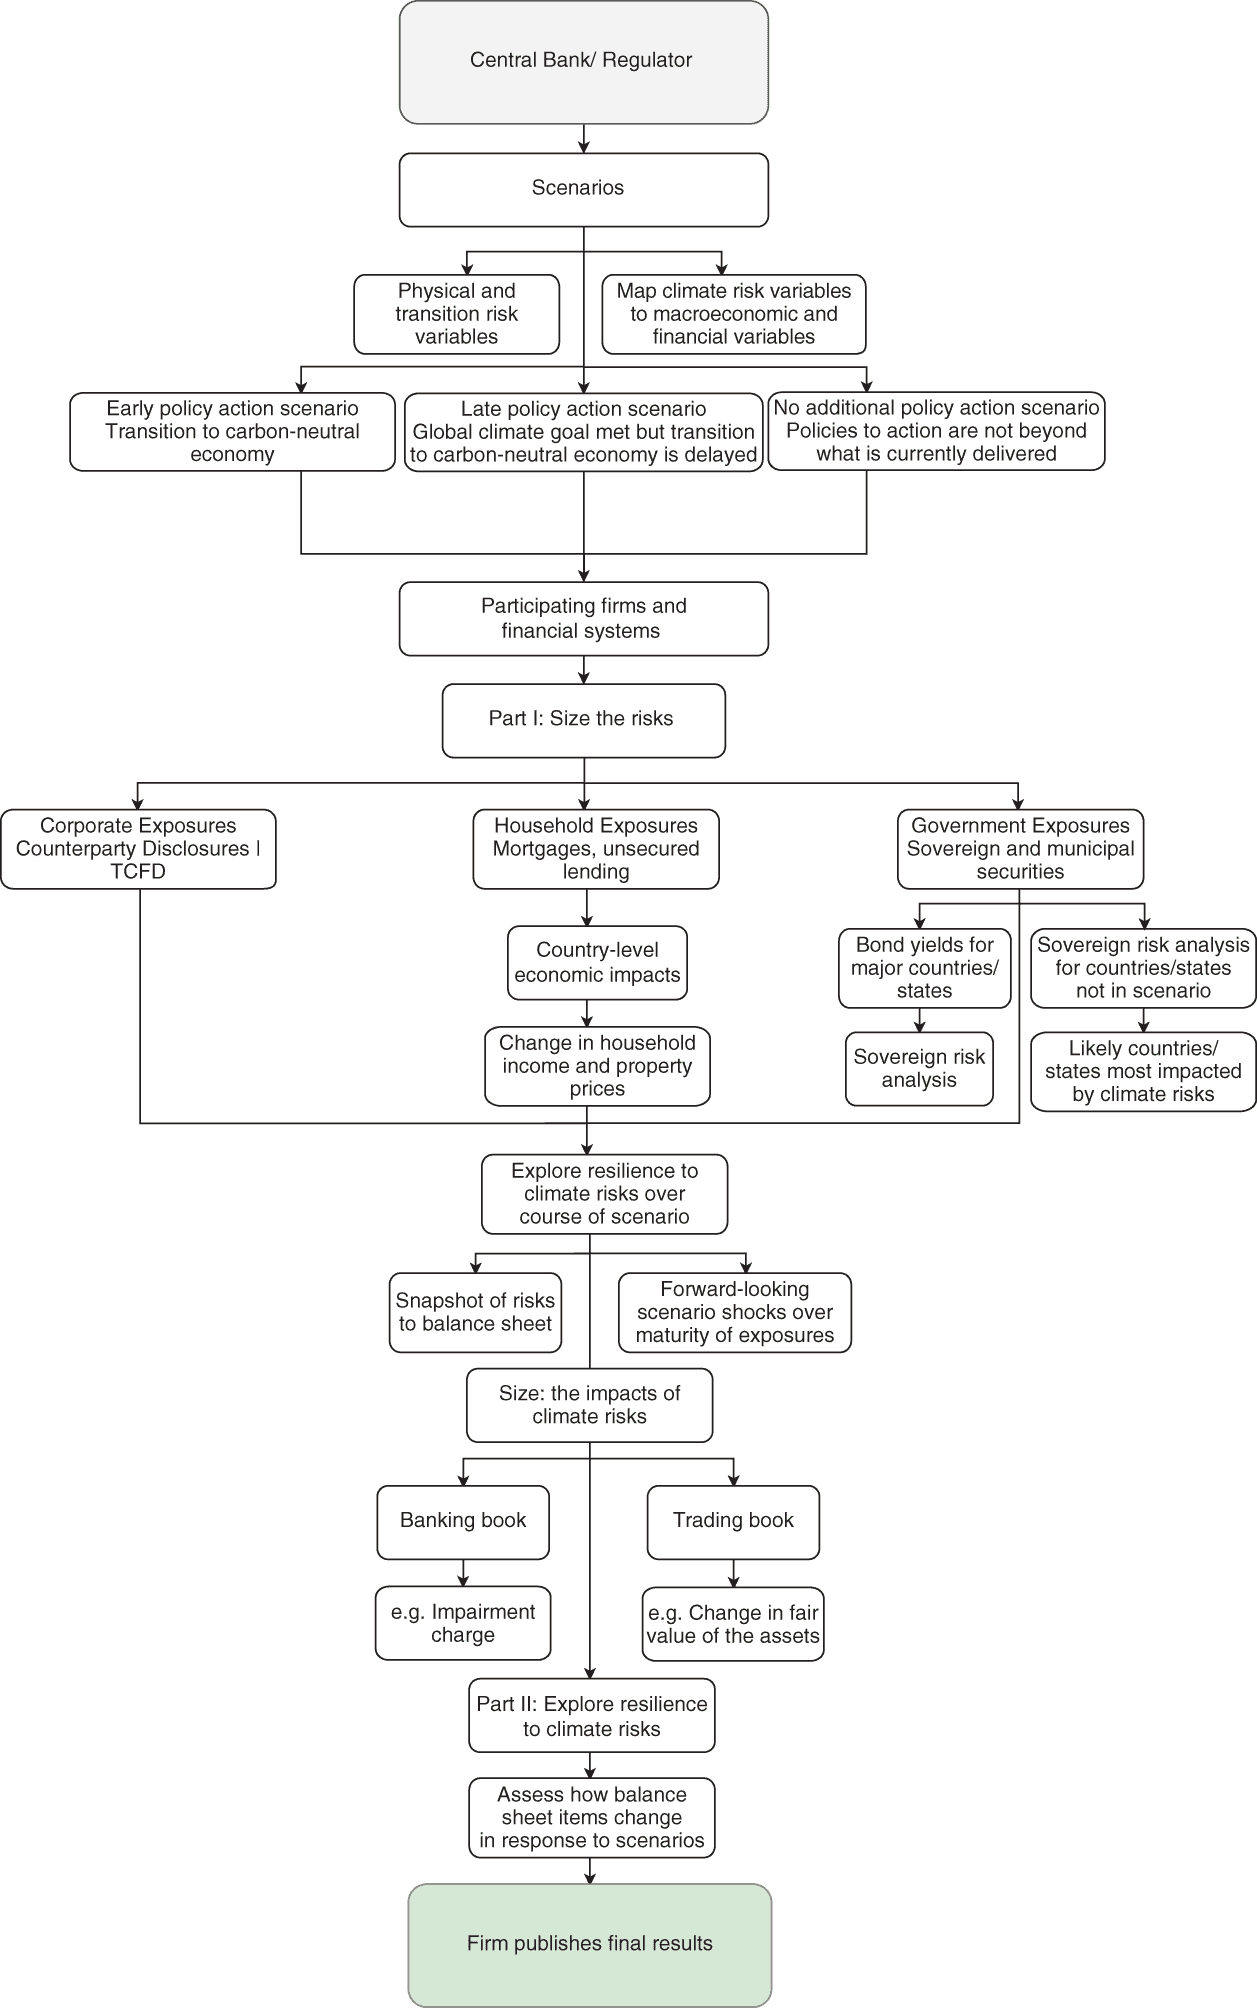 Central Bank/ Regulator
Scenarios
Physical and
transition risk
variables
Map climate risk variables
to macroeconomic and
financial variables
Early policy action scenario
Transition to carbon-neutral
economy
Late policy action scenario
Global climate goal met but transition
to carbon-neutral economy is delayed
No additional policy action scenario
Policies to action are not beyond
what is currently delivered
Participating firms and
financial systems
Part I: Size the risks
Corporate Exposures
Counterparty Disclosures |
TCFD
Household Exposures
Mortgages, unsecured
lending
Government Exposures
Sovereign and municipal
securities
Country-level
economic impacts
Bond yields for
major countries/
states
Sovereign risk analysis
for countries/states
not in scenario
Change in household
income and property
prices
Sovereign risk
analysis
Likely countries/
states most impacted
by climate risks
Explore resilience to
climate risks over
course of scenario
Snapshot of risks
to balance sheet
Forward-looking
scenario shocks over
maturity of exposures
Size: the impacts of
climate risks
Banking book
Trading book
e.g. Impairment
charge
e.g. Change in fair
value of the assets
Part II: Explore resilience
to climate risks
Assess how balance
sheet items change
in response to scenarios
Firm publishes final results